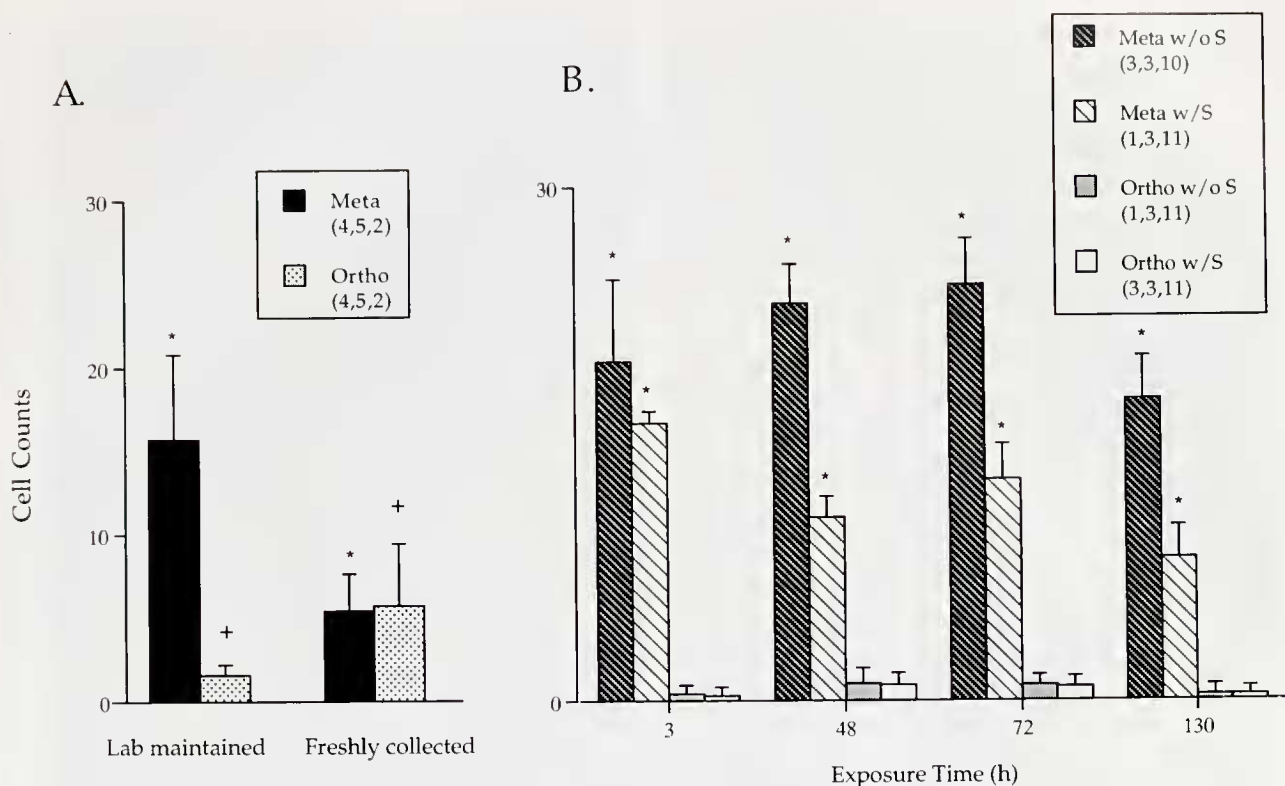 A.
Meta
(4,5,2)
Ortho
(4,5,2)
30
20
10
0
Cell Counts
*
+
*
+
Lab maintained
Freshly collected
B.
Meta w/o S
(3,3,10)
Meta w/S
(1,3,11)
Ortho w/o S
(1,3,11)
Ortho w/S
(3,3,11)
30
0
*
*
*
*
*
*
*
*
3
48
72
130
Exposure Time (h)